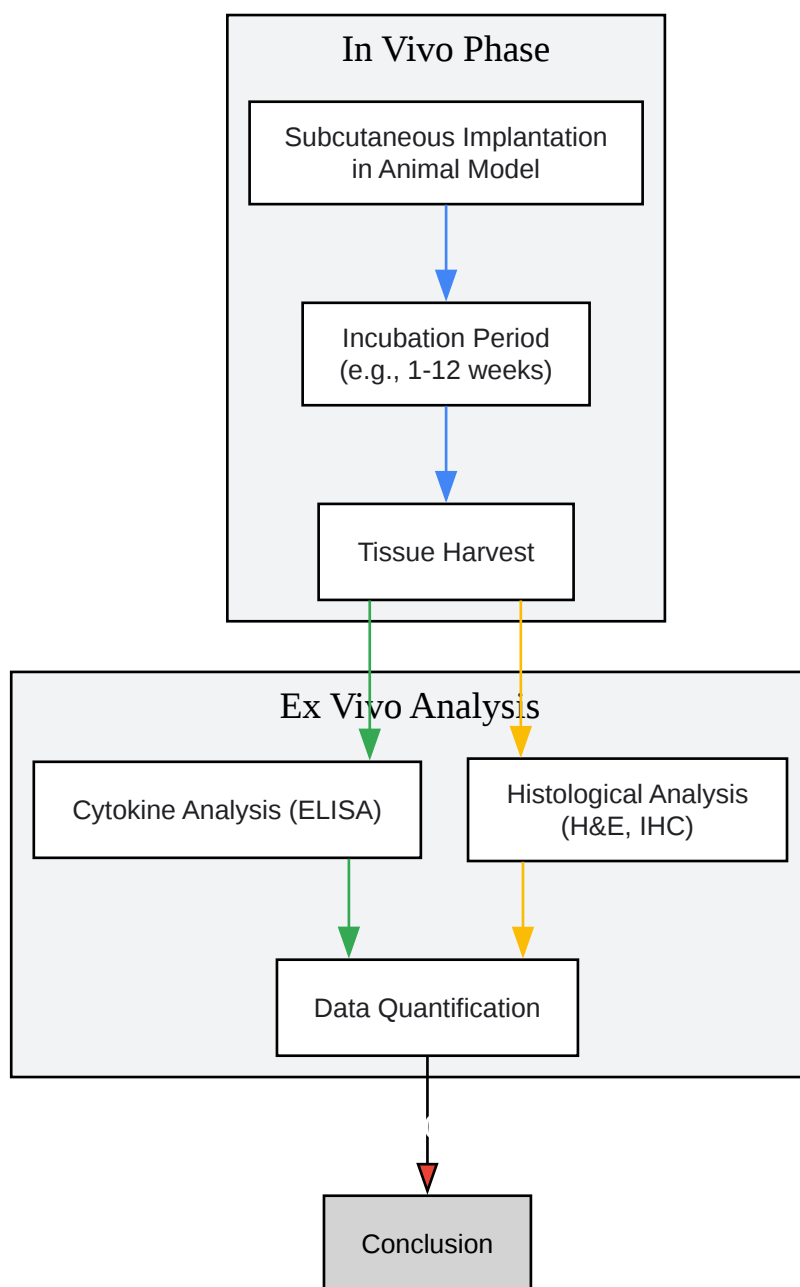 In Vivo Phase
Subcutaneous Implantation
in Animal Model
Incubation Period
(e.g., 1-12 weeks)
Tissue Harvest
Ex Vivo Analysis
Cytokine Analysis (ELISA)
Histological Analysis
(H&E, IHC)
Data Quantification
Conclusion